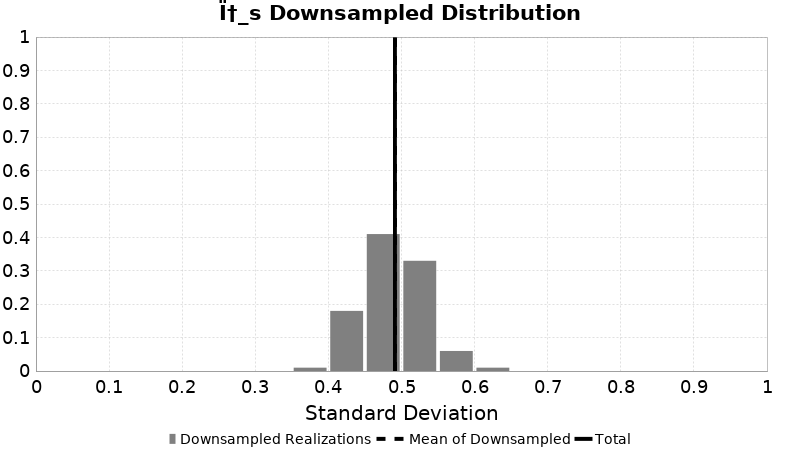 Ï†_s Downsampled Distribution
1
0.9
0.8
0.7
0.6
0.5
0.4
0.3
0.2
0.1
0
0 0.1 0.2 0.3 0.4 0.5 0.6 0.7 0.8 0.9 1
Standard Deviation
Downsampled Realizations Mean of Downsampled Total